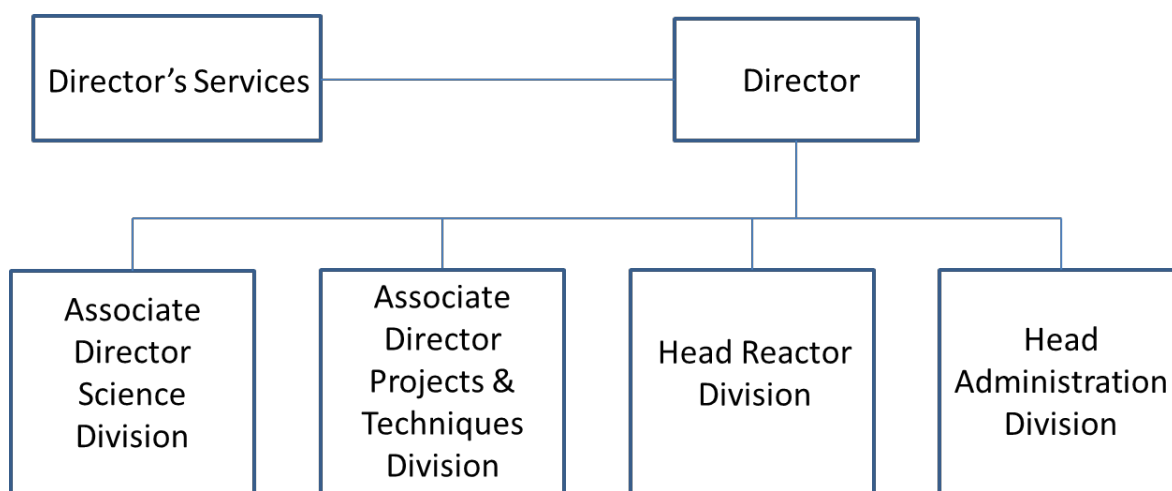 Director’s Services
Director
Associate
Director
Science
Division
Associate
Director
Projects &
Techniques
Division
Head Reactor
Division
Head
Administration
Division